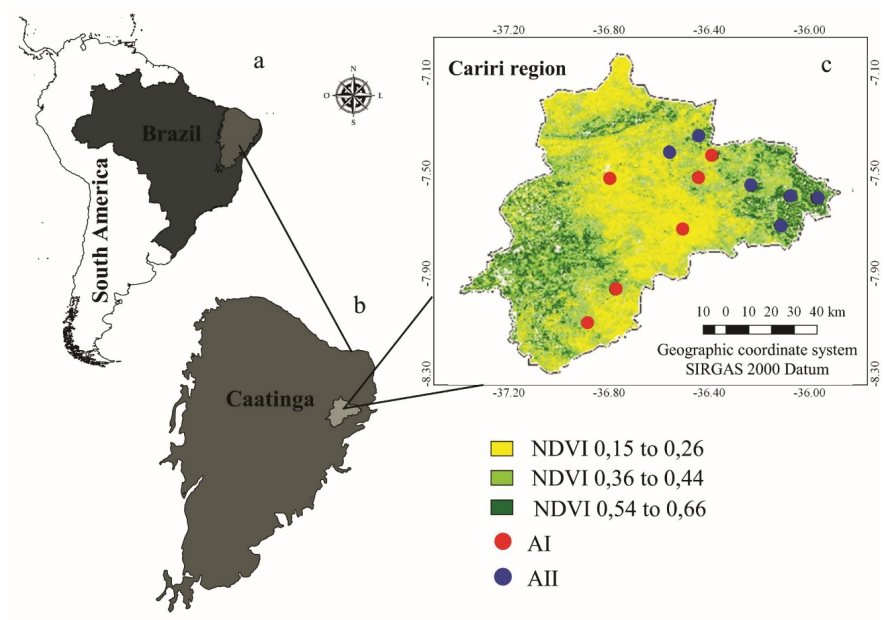 a
N
O L
S
Brazil
South America
b
Caatinga
-37.20 -36.80 -36.40 -36.00
Cariri region
c
-7.10
-7.50
-7.90
-8.30
-7.10
-7.50
-7.90
-8.30
10 0 10 20 30 40 km
Geographic coordinate system
SIRGAS 2000 Datum
-37.20 -36.80 -36.40 -36.00
NDVI 0,15 to 0,26
NDVI 0,36 to 0,44
NDVI 0,54 to 0,66
AI
AII